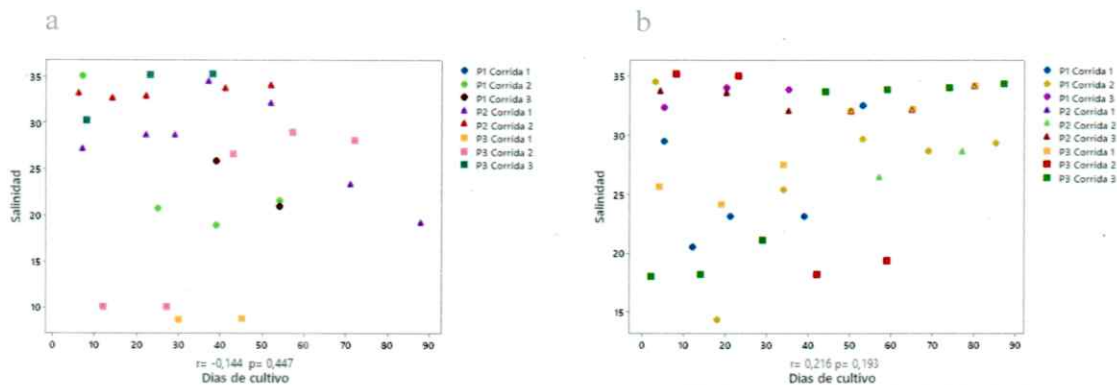 a
35
30
25
20
15
10
Salinidad
0 10 20 30 40 50 60 70 80 90
r= -0,144 p= 0,447
Dias de cultivo
P1 Corrida 1
P1 Corrida 2
P1 Corrida 3
P2 Corrida 1
P2 Corrida 2
P3 Corrida 1
P3 Corrida 2
P3 Corrida 3
b
35
30
25
20
15
Salinidad
0 10 20 30 40 50 60 70 80 90
r= 0,216 p= 0,193
Dias de cultivo
P1 Corrida 1
P1 Corrida 2
P1 Corrida 3
P2 Corrida 1
P2 Corrida 2
P2 Corrida 3
P3 Corrida 1
P3 Corrida 2
P3 Corrida 3